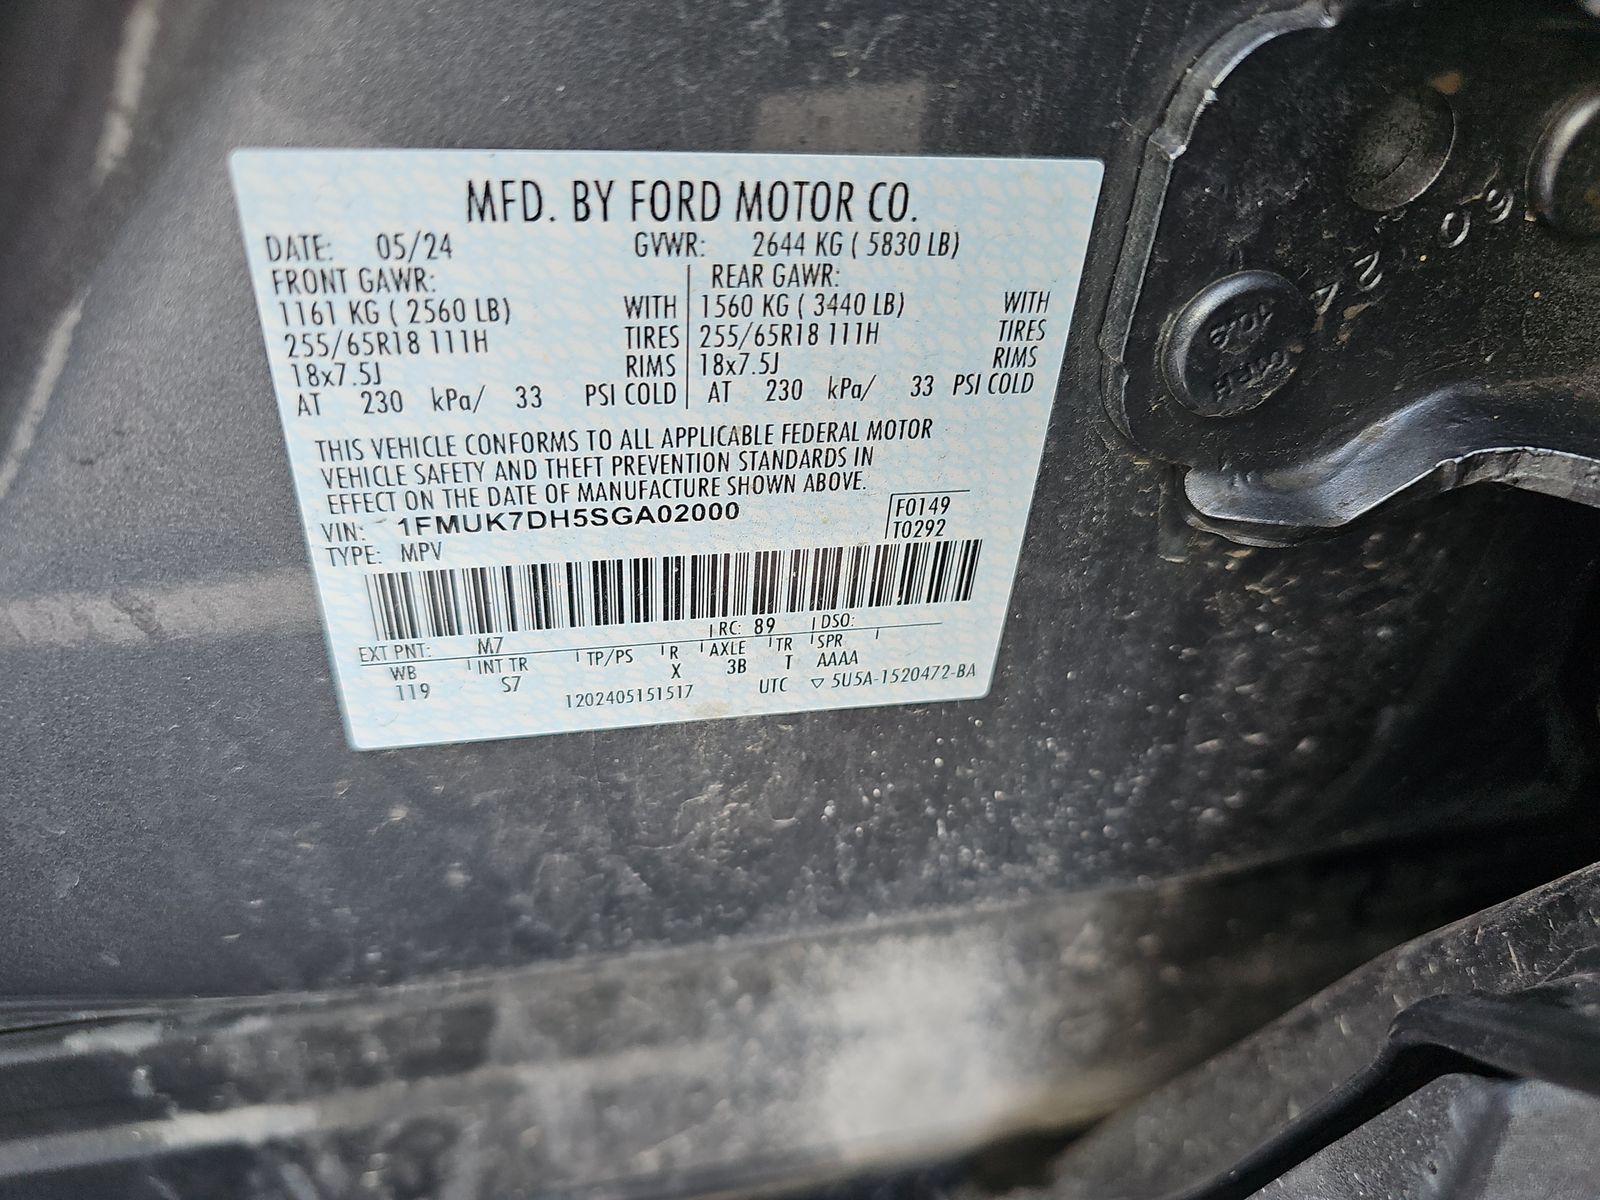 MFD. BY FORD MOTOR CO.
DATE: 05/24 GVWR: 2644 KG ( 5830 LB)
FRONT GAWR: REAR GAWR:
1161 KG ( 2560 LB) WITH 1560 KG ( 3440 LB) WITH
255/65R18 111H TIRES 255/65R18 111H TIRES
18x7.5J RIMS 18x7.5J RIMS
AT 230 kPa/ 33 PSI COLD AT 230 kPa/ 33 PSI COLD
THIS VEHICLE CONFORMS TO ALL APPLICABLE FEDERAL MOTOR
VEHICLE SAFETY AND THEFT PREVENTION STANDARDS IN
EFFECT ON THE DATE OF MANUFACTURE SHOWN ABOVE.
VIN: 1FMUK7DH5SGA02000 F0149
TYPE: MPV T0292
EXT PNT: M7 RC: 89 DSO:
WB INT TR TP/PS R AXLE TR SPR
119 S7 X 3B T AAAA
1202405151517 UTC ▽ 5U5A-1520472-BA